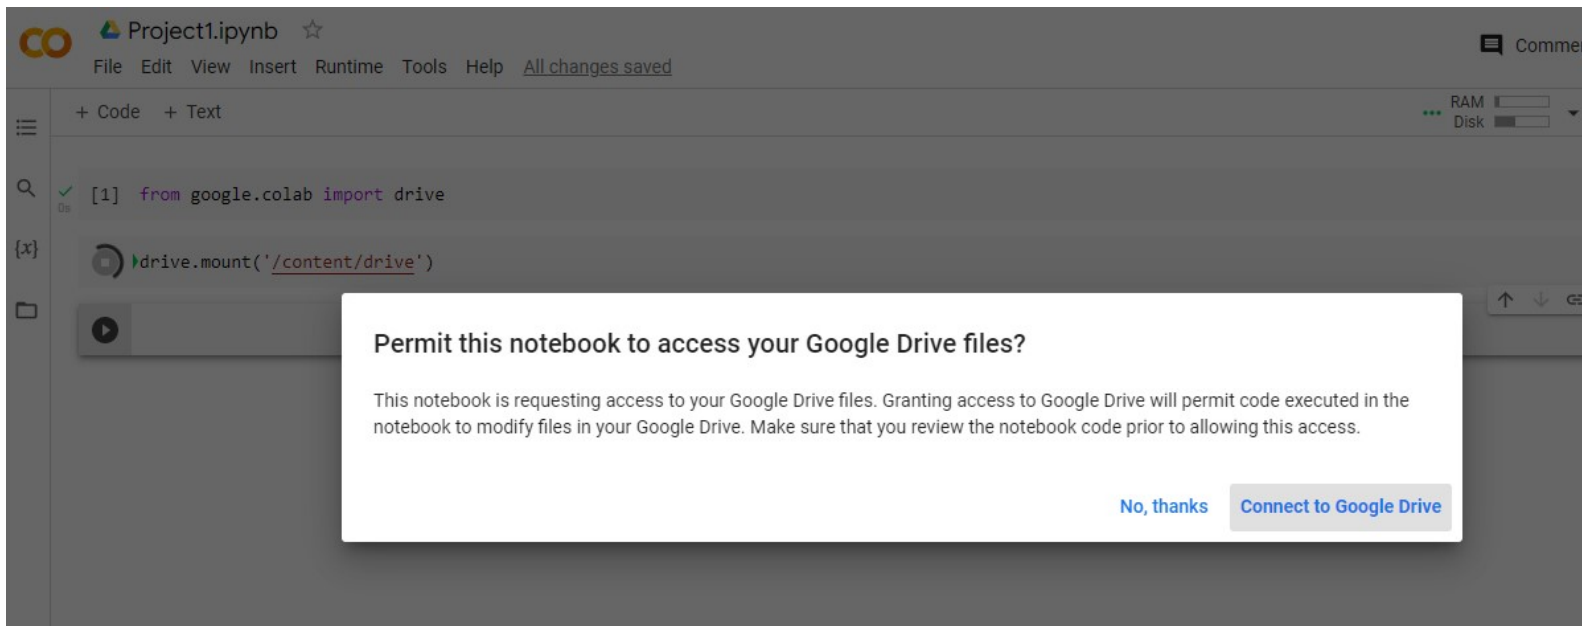 CO Project1.ipynb
File Edit View Insert Runtime Tools Help All changes saved
Commen
+ Code + Text
RAM
Disk
[1] from google.colab import drive
0s
{x}
drive.mount('/content/drive')
Permit this notebook to access your Google Drive files?
This notebook is requesting access to your Google Drive files. Granting access to Google Drive will permit code executed in the
notebook to modify files in your Google Drive. Make sure that you review the notebook code prior to allowing this access.
No, thanks Connect to Google Drive